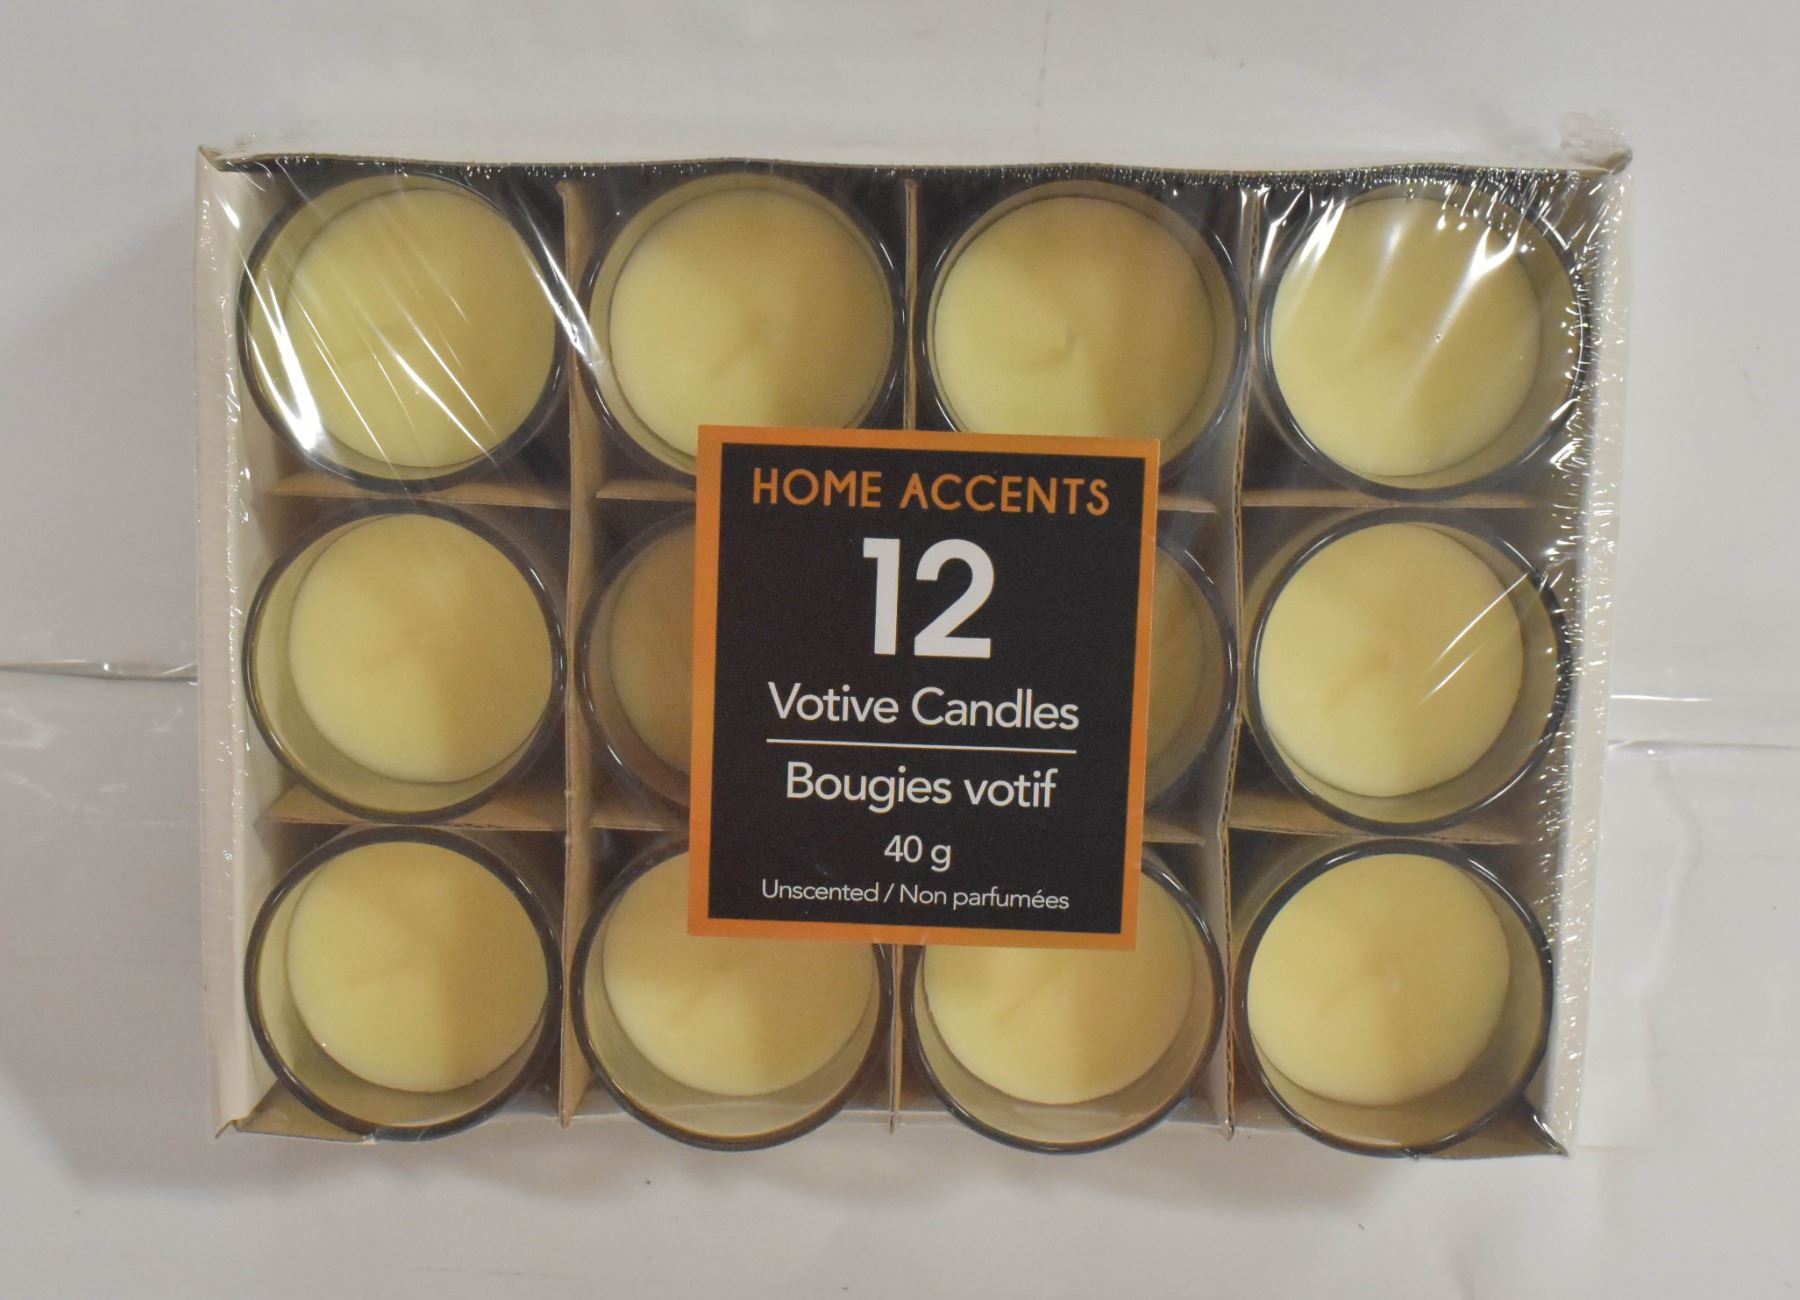 HOME ACCENTS
12
Votive Candles
Bougies votif
40 g
Unscented / Non parfumées